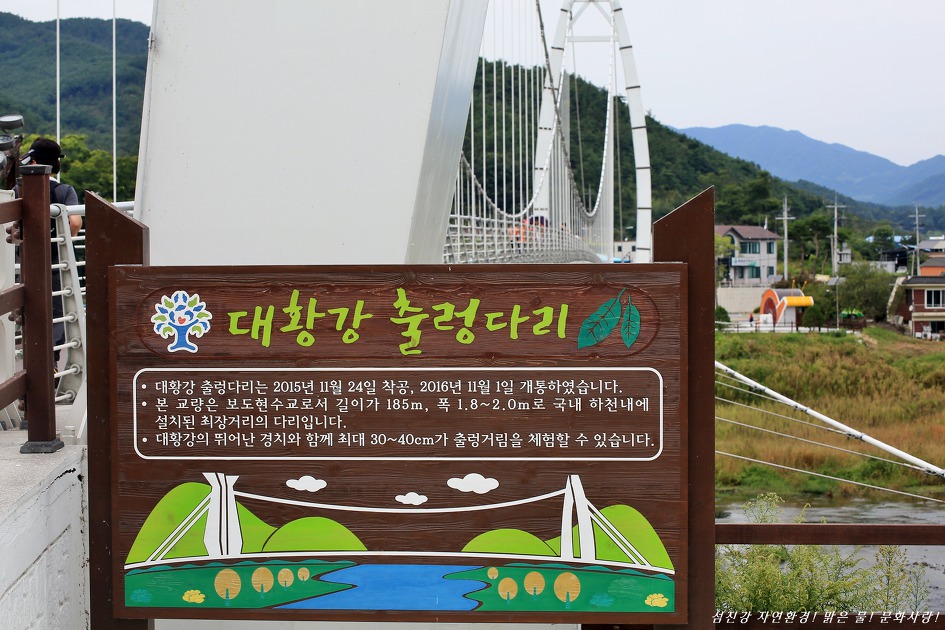 대황강 출렁다리
• 대황강 출렁다리는 2015년 11월 24일 착공, 2016년 11월 1일 개통하였습니다.
• 본 교량은 보도현수교로서 길이가 185m, 폭 1.8~2.0m로 국내 하천내에
설치된 최장거리의 다리입니다.
• 대황강의 뛰어난 경치와 함께 최대 30~40cm가 출렁거림을 체험할 수 있습니다.
섬진강 자연환경! 맑은 물! 문화사랑!